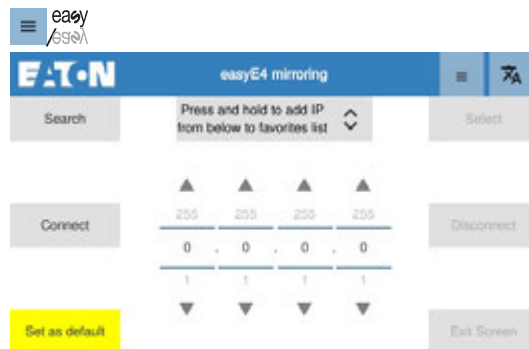 easy
easy
EATON
easyE4 mirroring
Search
Press and hold to add IP
from below to favorites list
Select
255 255 255 255
Connect
Disconnect
0 . 0 . 0 . 0
1 1 1 1
Set as default
Exit Screen